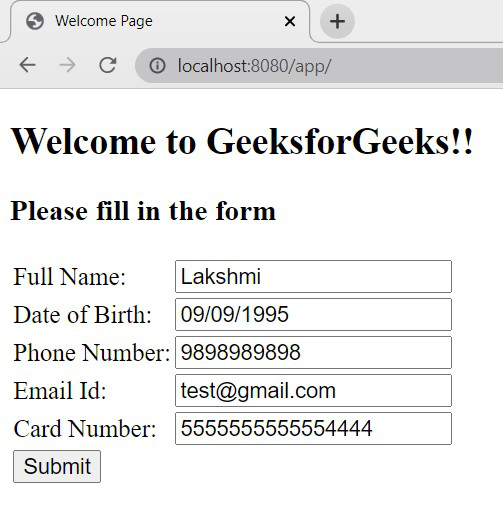 Welcome Page
localhost:8080/app/
Welcome to GeeksforGeeks!!
Please fill in the form
Full Name: Lakshmi
Date of Birth: 09/09/1995
Phone Number: 9898989898
Email Id: test@gmail.com
Card Number: 5555555555554444
Submit